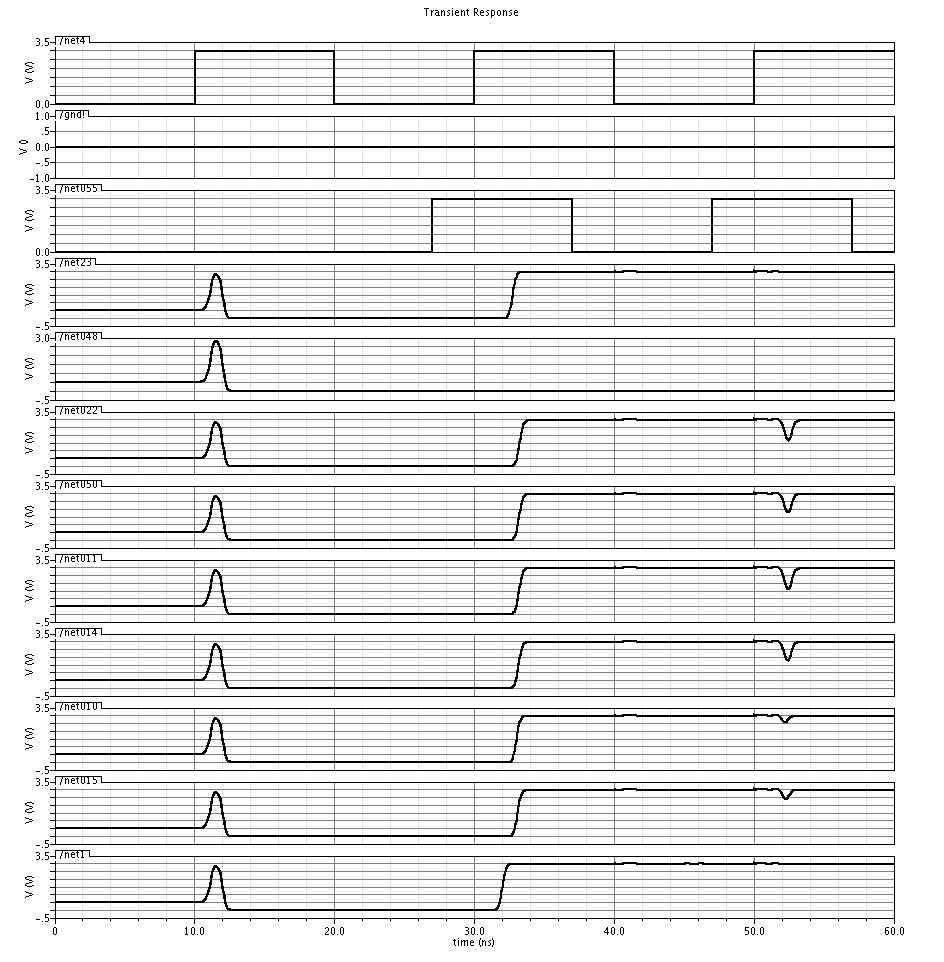 Transient Response
/net4
3.5
V (V)
0.0
/gnd!
1.0
.5
V ()
0.0
-.5
-1.0
/net055
3.5
V (V)
0.0
/net23
3.5
V (V)
-.5
/net048
3.0
V (V)
-.5
/net022
3.5
V (V)
-.5
/net050
3.5
V (V)
-.5
/net011
3.5
V (V)
-.5
/net014
3.5
V (V)
-.5
/net010
3.5
V (V)
-.5
/net015
3.5
V (V)
-.5
/net1
3.5
V (V)
-.5
0.0 10.0 20.0 30.0 40.0 50.0 60.0
time (ns)